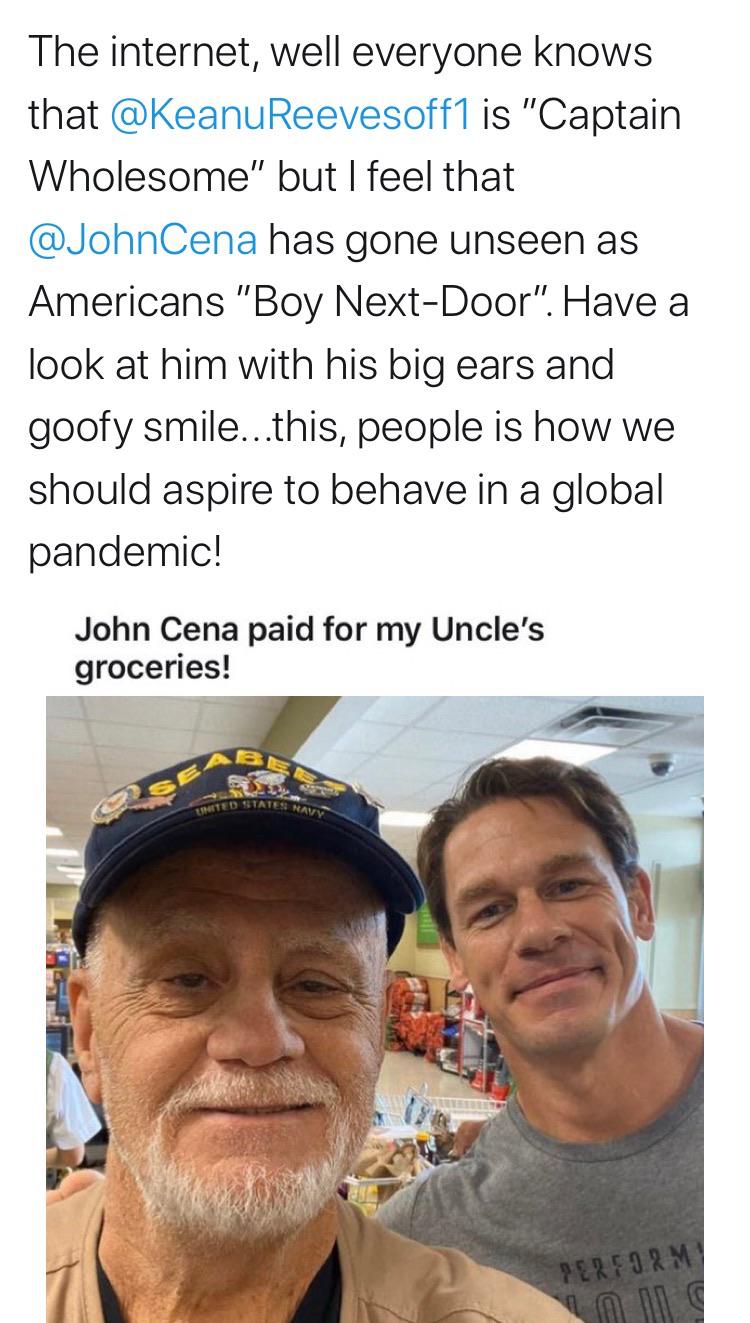 The internet, well everyone knows
that @KeanuReevesoff1 is "Captain
Wholesome" but I feel that
@JohnCena has gone unseen as
Americans "Boy Next-Door". Have a
look at him with his big ears and
goofy smile...this, people is how we
should aspire to behave in a global
pandemic!
John Cena paid for my Uncle's
groceries!
SEABEES
UNITED STATES NAVY
PERFORM